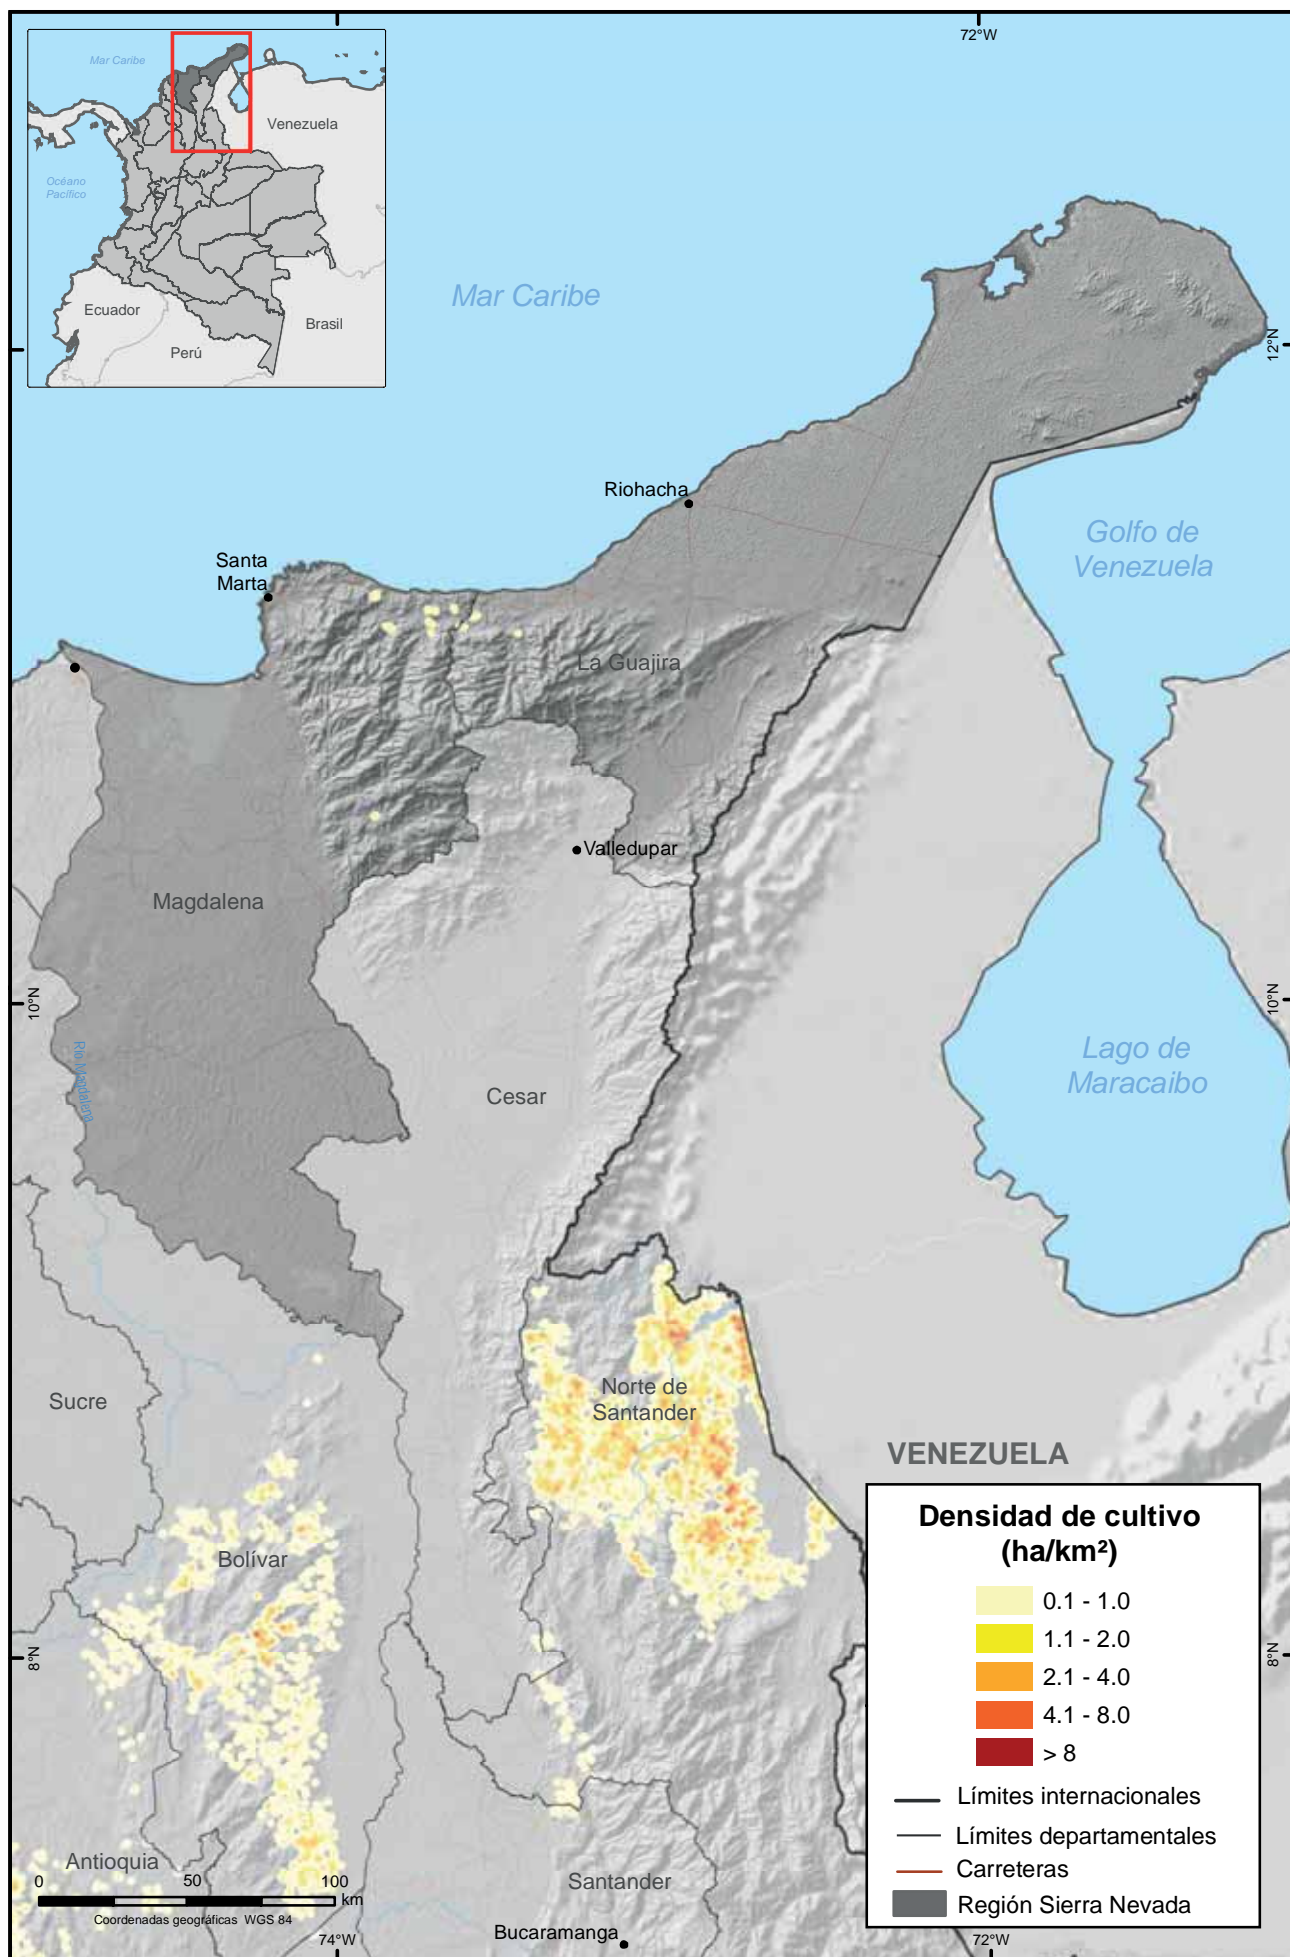 72°W
Mar Caribe
Venezuela
Océano
Pacífico
Ecuador
Perú
Brasil
Mar Caribe
12°N
Riohacha
Golfo de
Venezuela
Santa
Marta
La Guajira
Valledupar
Magdalena
10°N
10°N
Río Magdalena
Lago de
Maracaibo
Cesar
Norte de
Santander
Sucre
VENEZUELA
Bolívar
8°N
8°N
Densidad de cultivo
(ha/km²)
0.1 - 1.0
1.1 - 2.0
2.1 - 4.0
4.1 - 8.0
> 8
Límites internacionales
Límites departamentales
Carreteras
Región Sierra Nevada
Antioquia
0 50 100
km
Coordenadas geográficas WGS 84
Santander
Bucaramanga
74°W
72°W